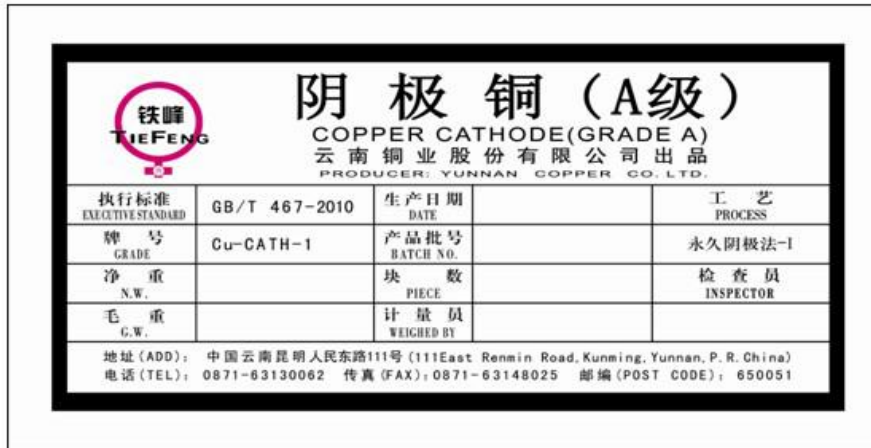 铁峰
TIEFENG
阴极铜（A级）
COPPER CATHODE(GRADE A)
云南铜业股份有限公司出品
PRODUCER: YUNNAN COPPER CO. LTD.
执行标准 GB/T 467-2010 生产日期 工艺
EXECUTIVE STANDARD DATE PROCESS
牌号 Cu-CATH-1 产品批号 永久阴极法-I
GRADE BATCH NO.
净重 块数 检查员
N.W. PIECE INSPECTOR
毛重 计量员
G.W. WEIGHED BY
地址(ADD): 中国云南昆明人民东路111号(111East Renmin Road, Kunming, Yunnan, P.R.China)
电话(TEL): 0871-63130062 传真(FAX):0871-63148025 邮编(POST CODE): 650051